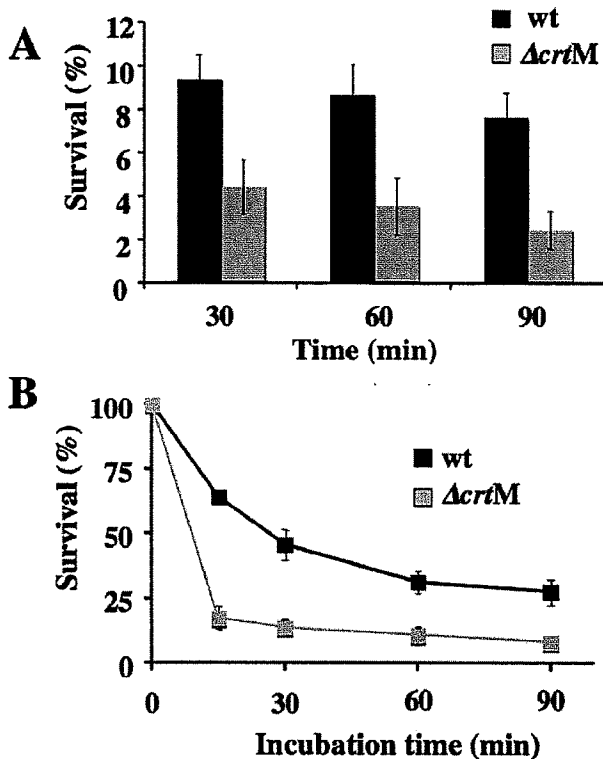 A
Survival (%)
12
10
8
6
4
2
0
wt
ΔcrtM
30 60 90
Time (min)
B
Survival (%)
100
75
50
25
0
wt
ΔcrtM
0 30 60 90
Incubation time (min)